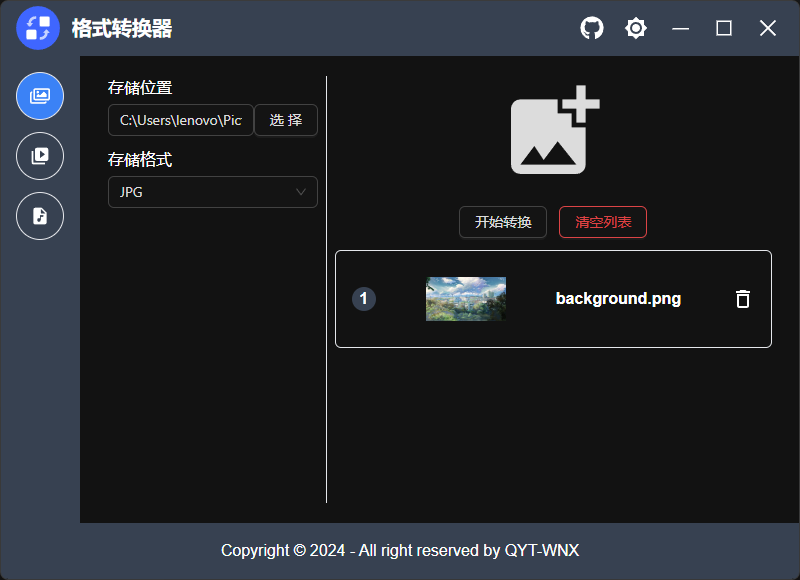 格式转换器
存储位置
C:\Users\lenovo\Pic
选 择
存储格式
JPG
开始转换
清空列表
1
background.png
Copyright © 2024 - All right reserved by QYT-WNX